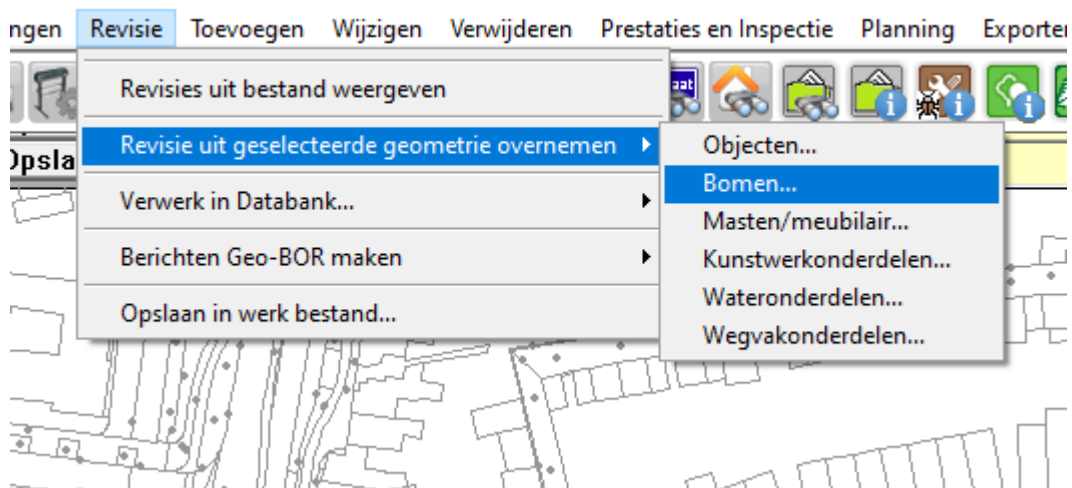 ngen Revisie Toevoegen Wijzigen Verwijderen Prestaties en Inspectie Planning Exporter
Revisies uit bestand weergeven
Revisie uit geselecteerde geometrie overnemen
Opsla
Verwerk in Databank...
Berichten Geo-BOR maken
Opslaan in werk bestand...
Objecten...
Bomen...
Masten/meubilair...
Kunstwerkonderdelen...
Wateronderdelen...
Wegvakonderdelen...